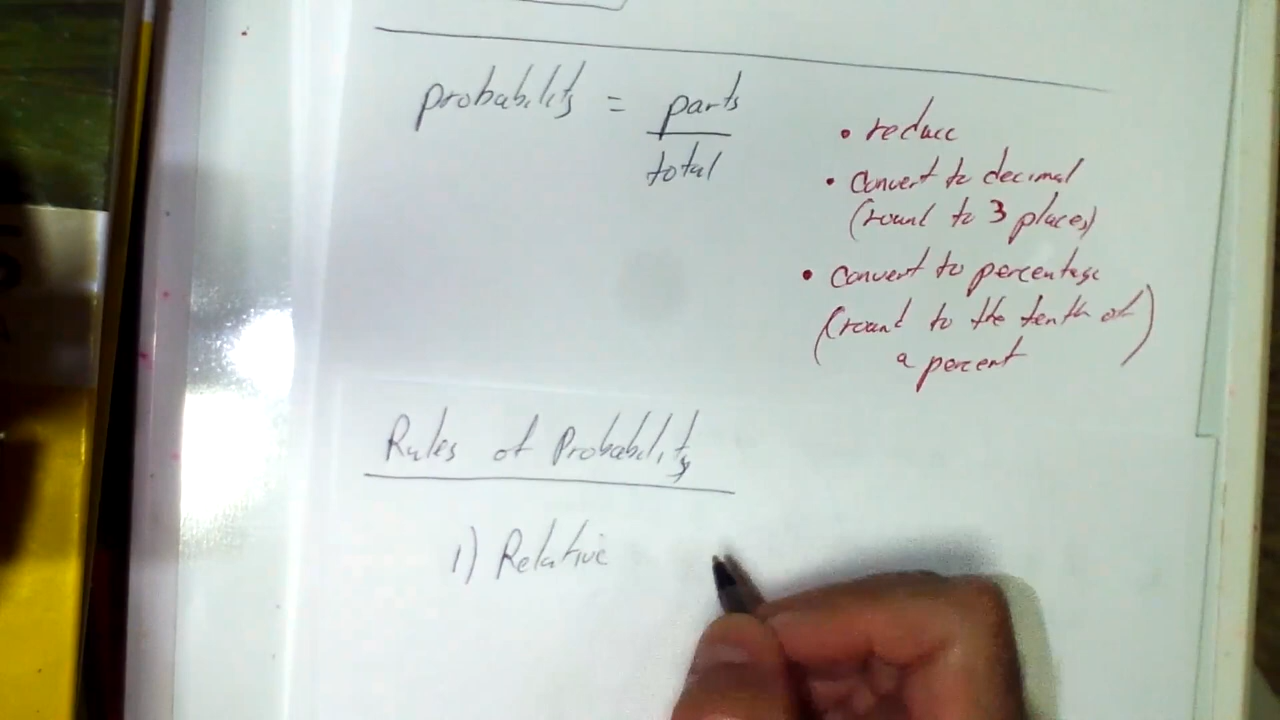 probability = parts
total
• reduce
• convert to decimal
(round to 3 places)
• convert to percentage
(round to the tenth of
a percent)
Rules of Probability
1) Relative